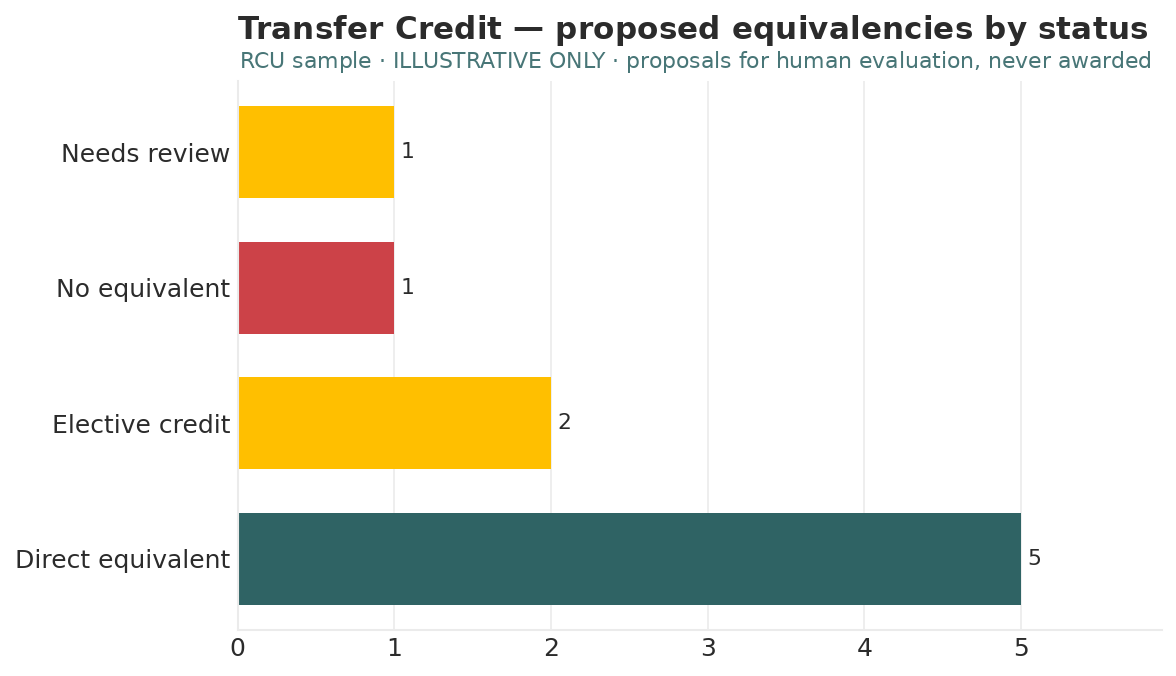 Transfer Credit — proposed equivalencies by status
RCU sample · ILLUSTRATIVE ONLY · proposals for human evaluation, never awarded
Needs review
1
No equivalent
1
Elective credit
2
Direct equivalent
5
0 1 2 3 4 5